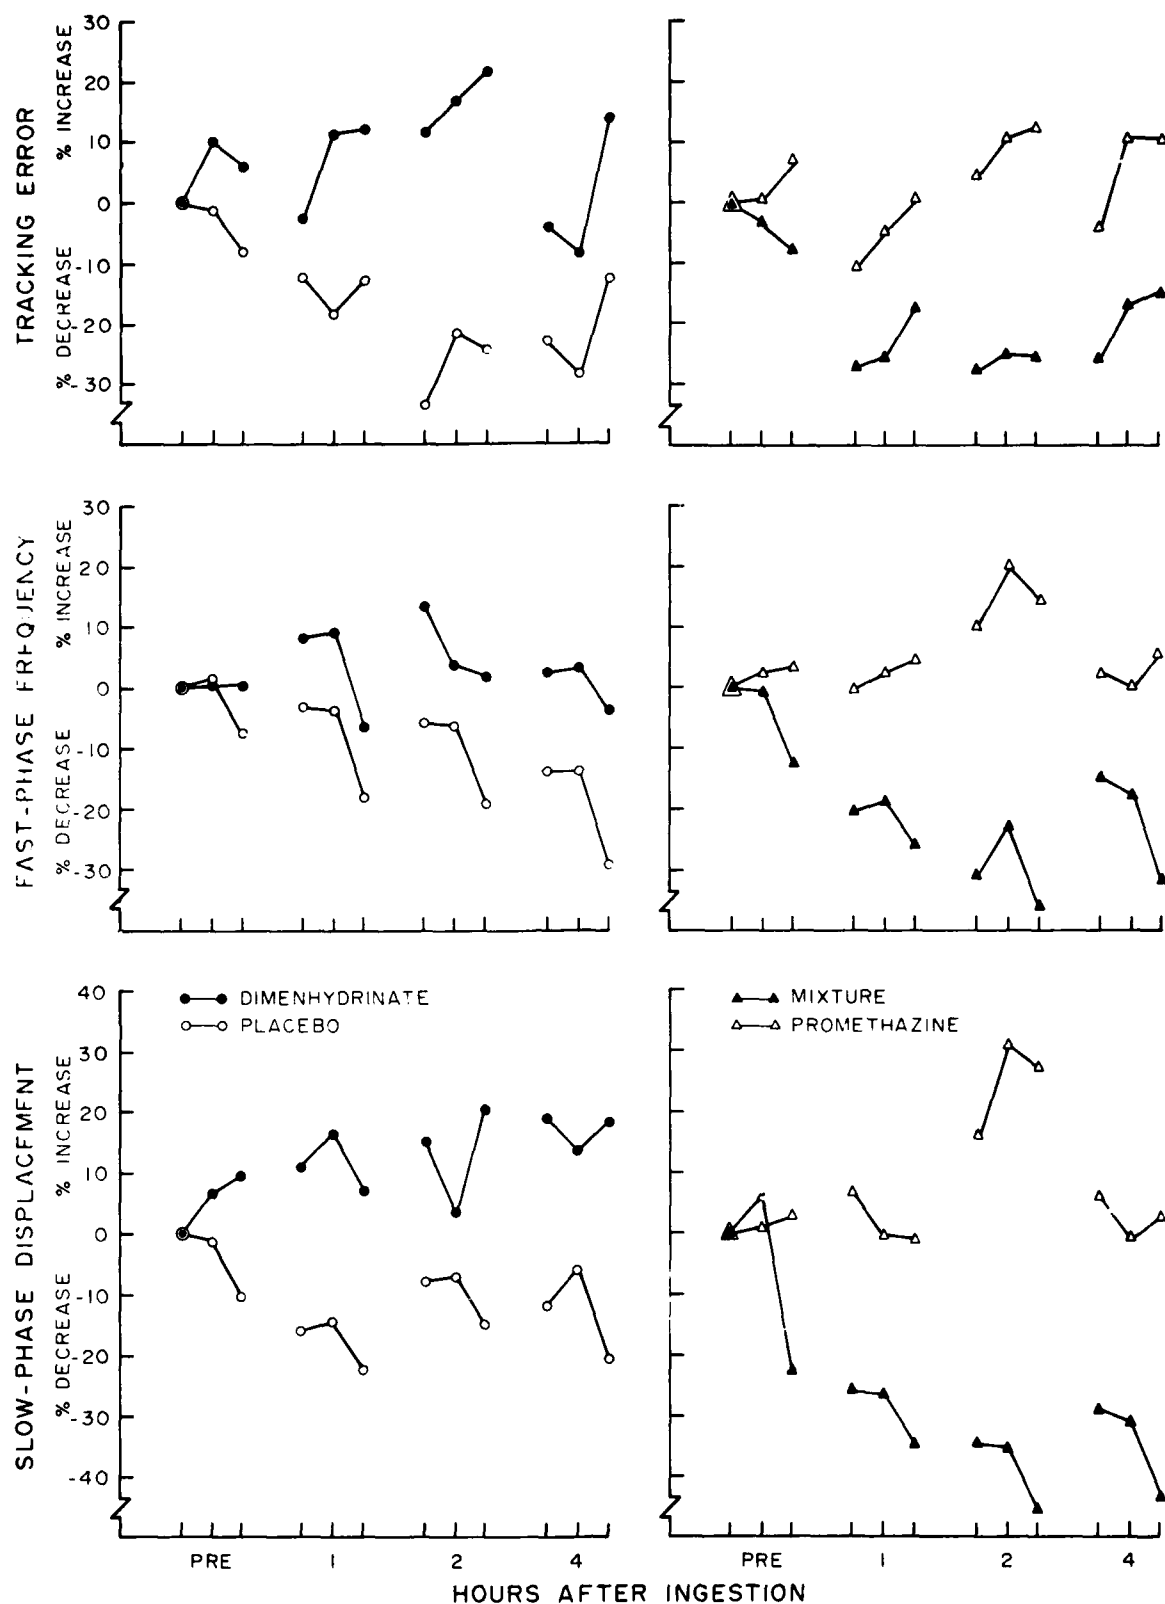 TRACKING ERROR
% DECREASE % INCREASE
30
20
10
0
-10
-20
-30
FAST-PHASE FREQUENCY
% DECREASE % INCREASE
30
20
10
0
-10
-20
-30
SLOW-PHASE DISPLACEMENT
% DECREASE % INCREASE
40
30
20
10
0
-10
-20
-30
-40
DIMENHYDRINATE
PLACEBO
MIXTURE
PROMETHAZINE
PRE 1 2 4 PRE 1 2 4
HOURS AFTER INGESTION